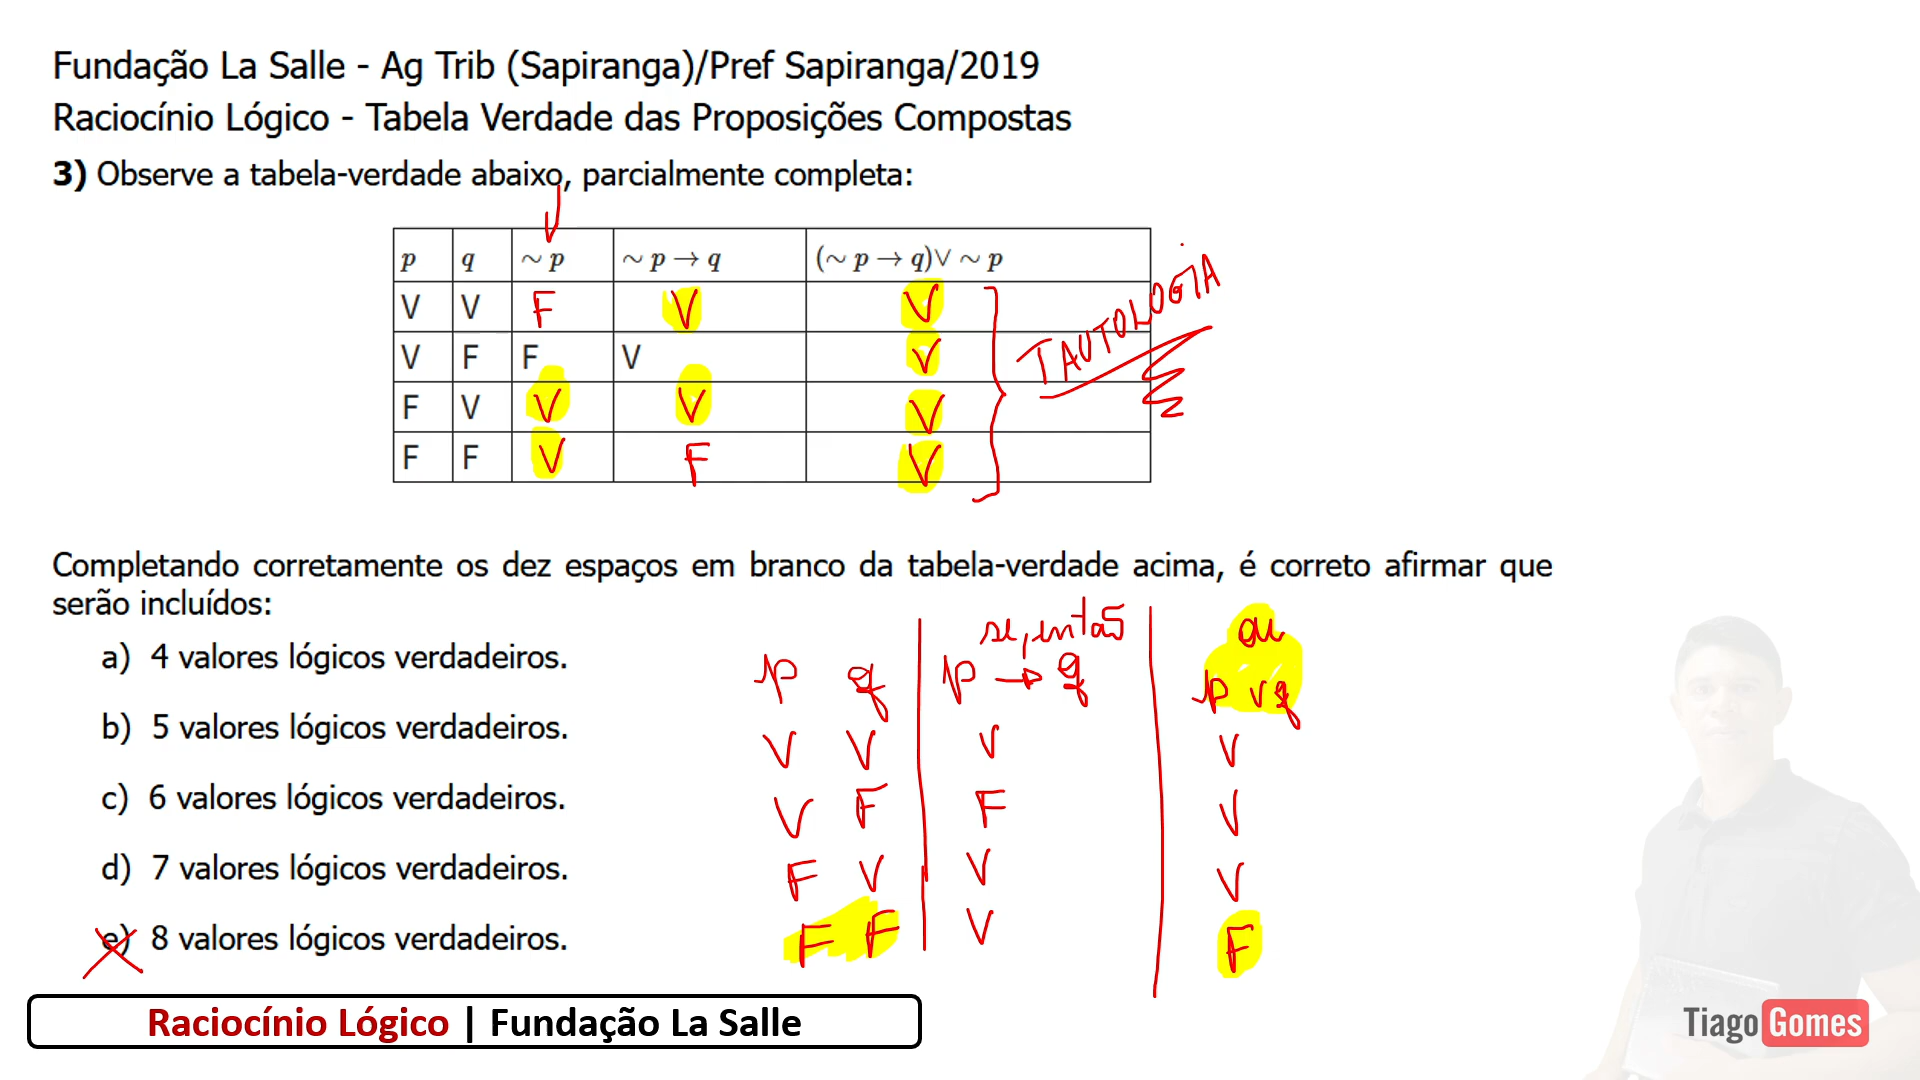 Fundação La Salle - Ag Trib (Sapiranga)/Pref Sapiranga/2019
Raciocínio Lógico - Tabela Verdade das Proposições Compostas
3) Observe a tabela-verdade abaixo, parcialmente completa:
p q ~ p ~ p → q (~ p → q)∨ ~ p
V V F V V
V F F V V
F V V V V
F F V F V
TAUTOLOGIA
Completando corretamente os dez espaços em branco da tabela-verdade acima, é correto afirmar que
serão incluídos:
a) 4 valores lógicos verdadeiros.
b) 5 valores lógicos verdadeiros.
c) 6 valores lógicos verdadeiros.
d) 7 valores lógicos verdadeiros.
e) 8 valores lógicos verdadeiros.
se, então ou
p q p → q p v q
V V V V
V F F V
F V V V
F F V F
Raciocínio Lógico | Fundação La Salle
Tiago Gomes